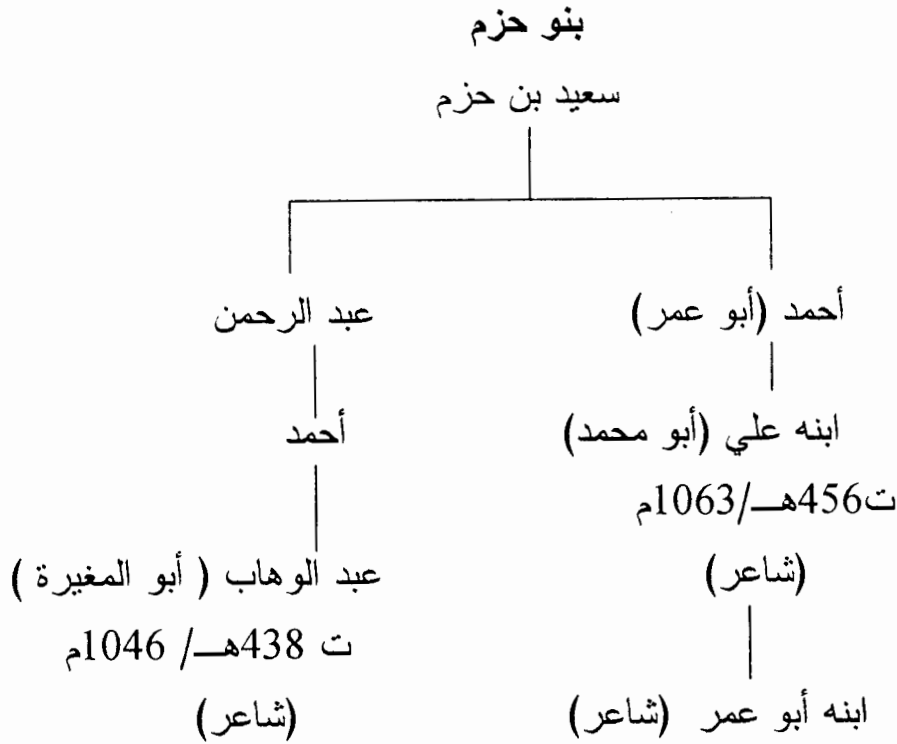 بنو حزم
سعيد بن حزم
أحمد (أبو عمر)
عبد الرحمن
ابنه علي (أبو محمد)
أحمد
ت456هـ/1063م
(شاعر)
عبد الوهاب ( أبو المغيرة )
ت 438هـ/ 1046م
(شاعر)
ابنه أبو عمر (شاعر)